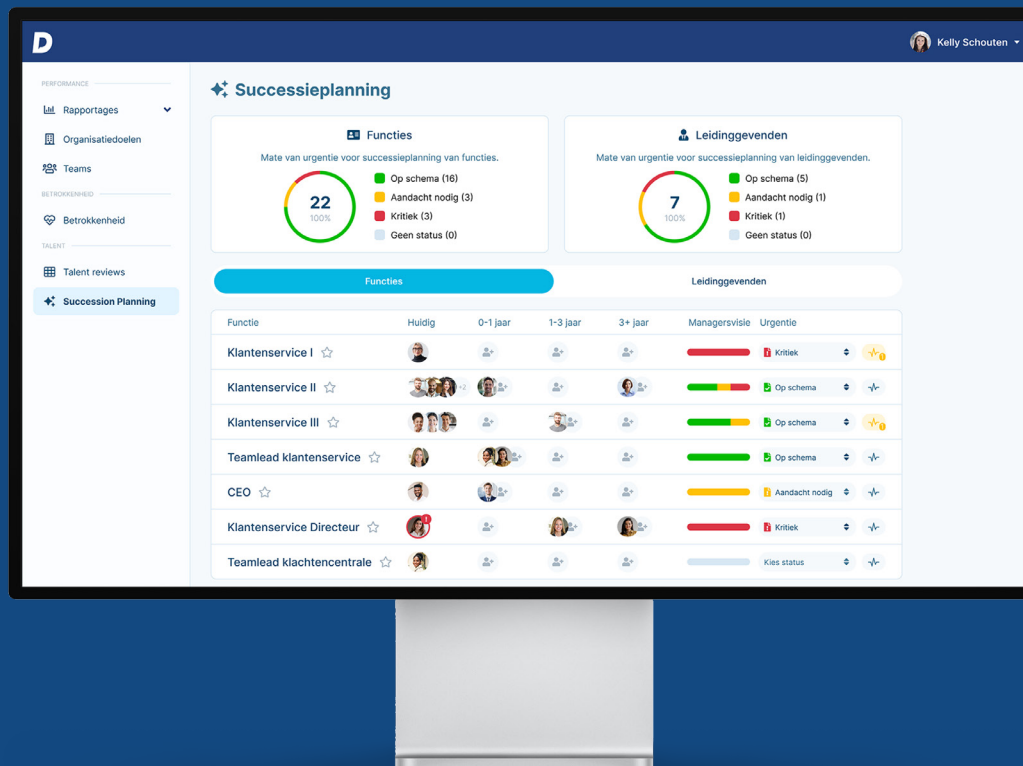 D
Kelly Schouten
PERFORMANCE
Rapportages
Organisatiedoelen
Teams
BETROKKENHEID
Betrokkenheid
TALENT
Talent reviews
Succession Planning
Successieplanning
Functies
Mate van urgentie voor successieplanning van functies.
22
100%
Op schema (16)
Aandacht nodig (3)
Kritiek (3)
Geen status (0)
Leidinggevenden
Mate van urgentie voor successieplanning van leidinggevenden.
7
100%
Op schema (5)
Aandacht nodig (1)
Kritiek (1)
Geen status (0)
Functies Leidinggevenden
Functie Huidig 0-1 jaar 1-3 jaar 3+ jaar Managersvisie Urgentie
Klantenservice I Kritiek
Klantenservice II +2 Op schema
Klantenservice III Op schema
Teamlead klantenservice Op schema
CEO Aandacht nodig
Klantenservice Directeur Kritiek
Teamlead klachtencentrale Kies status